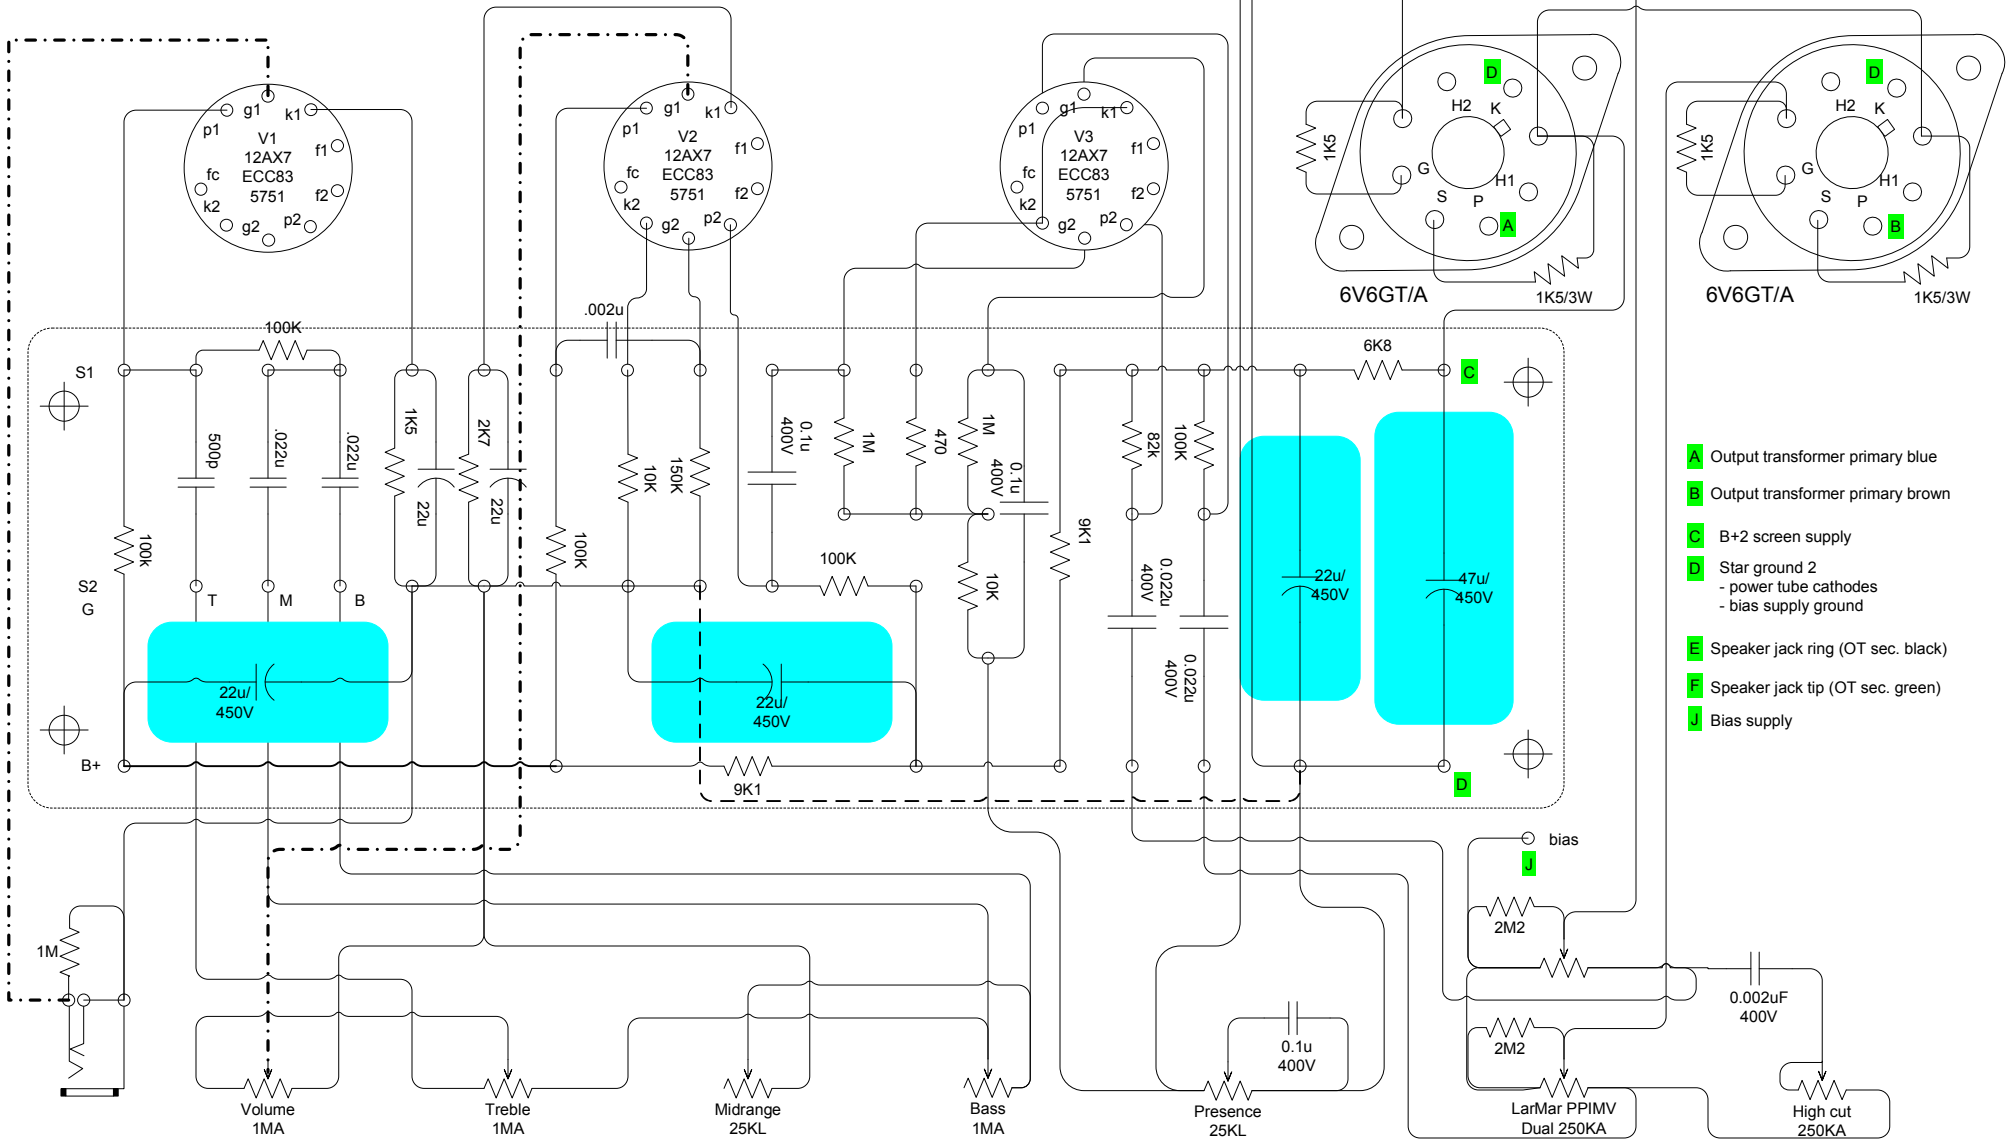 g1
k1
p1
V1
12AX7
ECC83
5751
f1
fc
f2
k2
g2
p2
g1
k1
p1
V2
12AX7
ECC83
5751
f1
fc
f2
k2
g2
p2
g1
k1
p1
V3
12AX7
ECC83
5751
f1
fc
f2
k2
g2
p2
D
H2
K
1K5
G
H1
S
P
A
6V6GT/A
1K5/3W
D
H2
K
1K5
G
H1
S
P
B
6V6GT/A
1K5/3W
.002u
100K
6K8
S1
C
500p
.022u
.022u
1K5
22u
2K7
22u
10K
150K
0.1u
400V
1M
470
1M
0.1u
400V
82k
100K
100k
100K
100K
10K
9K1
0.022u
400V
0.022u
400V
22u/
450V
47u/
450V
S2
G
T
M
B
22u/
450V
22u/
450V
B+
9K1
D
A Output transformer primary blue
B Output transformer primary brown
C B+2 screen supply
D Star ground 2
- power tube cathodes
- bias supply ground
E Speaker jack ring (OT sec. black)
F Speaker jack tip (OT sec. green)
J Bias supply
bias
J
2M2
1M
0.002uF
400V
2M2
0.1u
400V
Volume
1MA
Treble
1MA
Midrange
25KL
Bass
1MA
Presence
25KL
LarMar PPIMV
Dual 250KA
High cut
250KA